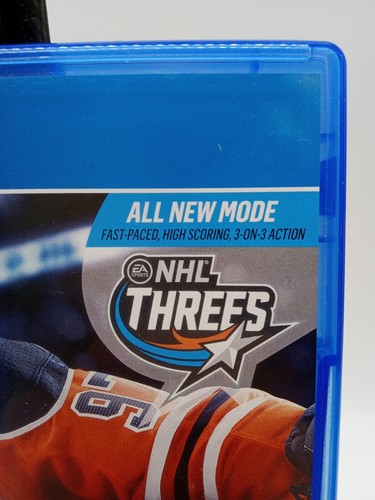 ALL NEW MODE
FAST-PACED, HIGH SCORING, 3-ON-3 ACTION
EA SPORTS NHL
THREES